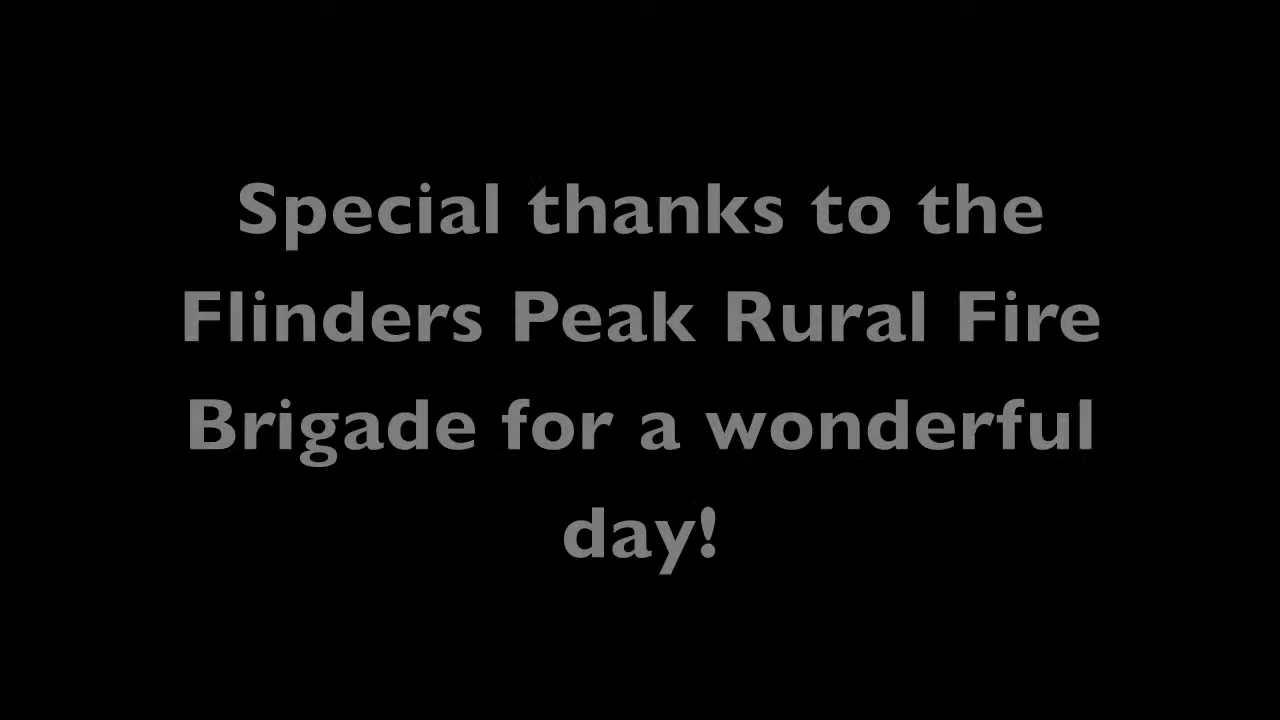 Special thanks to the
Flinders Peak Rural Fire
Brigade for a wonderful
day!